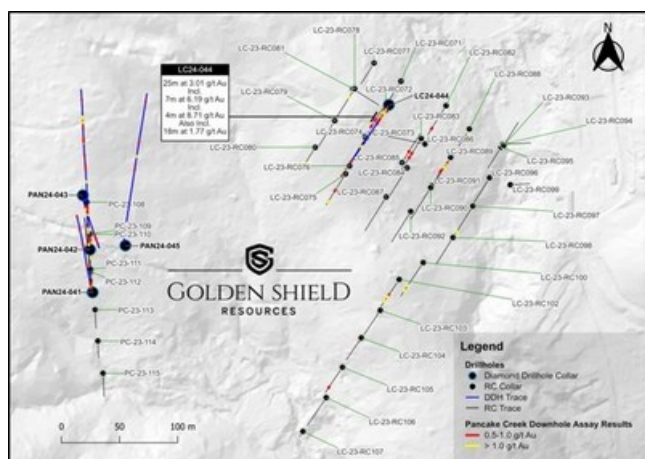 LC-23-RC078
LC-23-RC081
LC-23-RC077
LC-23-RC071
LC-23-RC082
LC-23-RC088
LC24-044
25m at 3.01 g/t Au
Incl.
7m at 6.19 g/t Au
Incl.
4m at 8.71 g/t Au
Also Incl.
16m at 1.77 g/t Au
LC-23-RC079
LC-23-RC072
LC24-044
LC-23-RC093
LC-23-RC094
LC-23-RC074
LC-23-RC083
LC-23-RC073
LC-23-RC080
LC-23-RC086
LC-23-RC085
LC-23-RC089
LC-23-RC095
LC-23-RC076
LC-23-RC084
LC-23-RC091
LC-23-RC096
LC-23-RC099
LC-23-RC075
LC-23-RC087
LC-23-RC090
LC-23-RC097
LC-23-RC092
LC-23-RC098
PAN24-043
PC-23-108
PC-23-109
PC-23-110
PAN24-042
PAN24-045
PC-23-111
PC-23-112
PAN24-041
PC-23-113
PC-23-114
PC-23-115
GOLDEN SHIELD
RESOURCES
LC-23-RC100
LC-23-RC102
LC-23-RC103
LC-23-RC104
LC-23-RC105
LC-23-RC106
LC-23-RC107
N
0 50 100 m
Legend
Drillholes
Diamond Drillhole Collar
RC Collar
DDH Trace
RC Trace
Pancake Creek Downhole Assay Results
0.5-1.0 g/t Au
> 1.0 g/t Au